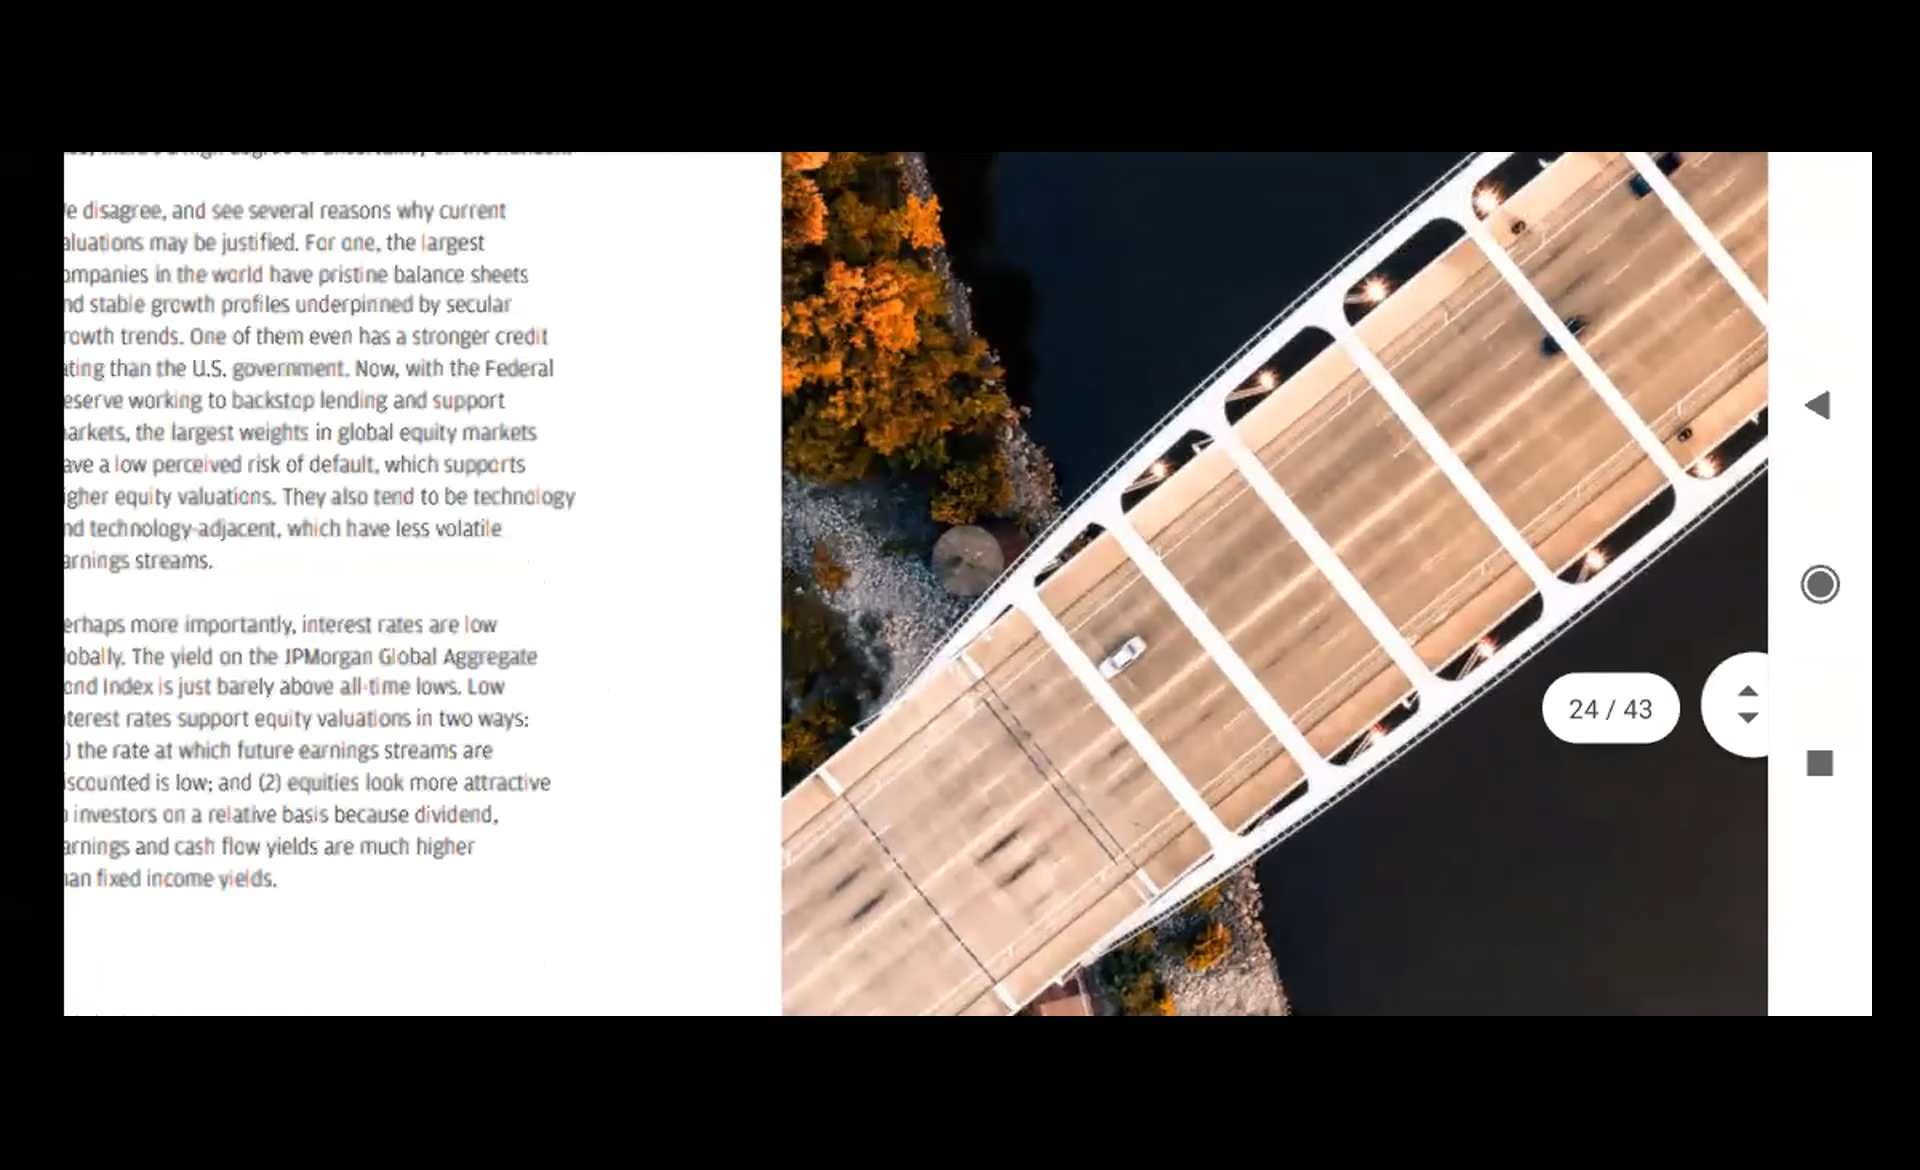 e disagree, and see several reasons why current
aluations may be justified. For one, the largest
ompanies in the world have pristine balance sheets
nd stable growth profiles underpinned by secular
rowth trends. One of them even has a stronger credit
ating than the U.S. government. Now, with the Federal
eserve working to backstop lending and support
arkets, the largest weights in global equity markets
ave a low perceived risk of default, which supports
igher equity valuations. They also tend to be technology
nd technology-adjacent, which have less volatile
arnings streams.
erhaps more importantly, interest rates are low
lobally. The yield on the JPMorgan Global Aggregate
ond Index is just barely above all-time lows. Low
terest rates support equity valuations in two ways:
) the rate at which future earnings streams are
iscounted is low; and (2) equities look more attractive
investors on a relative basis because dividend,
arnings and cash flow yields are much higher
an fixed income yields.
24 / 43